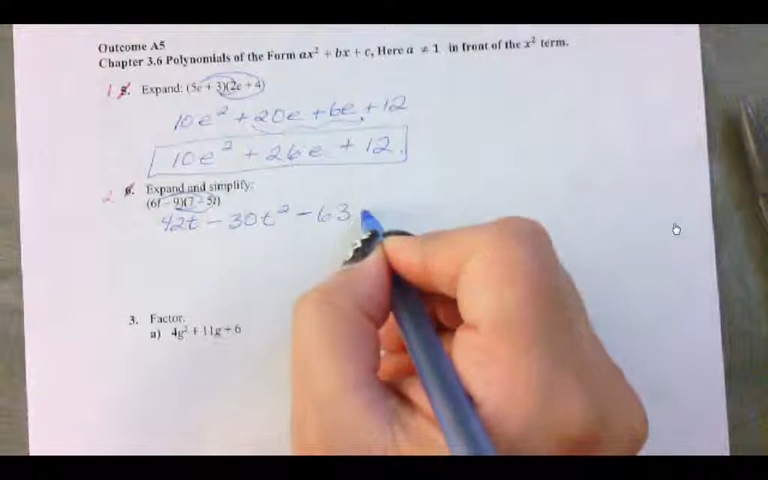 Outcome A5
Chapter 3.6 Polynomials of the Form ax² + bx + c, Here a ≠ 1 in front of the x² term.
1. Expand: (5e + 3)(2e + 4)
10e² + 20e + 6e + 12
10e² + 26e + 12.
2. Expand and simplify:
(6t − 9)(7 − 5t)
42t − 30t² − 63
3. Factor.
a) 4g² + 11g + 6